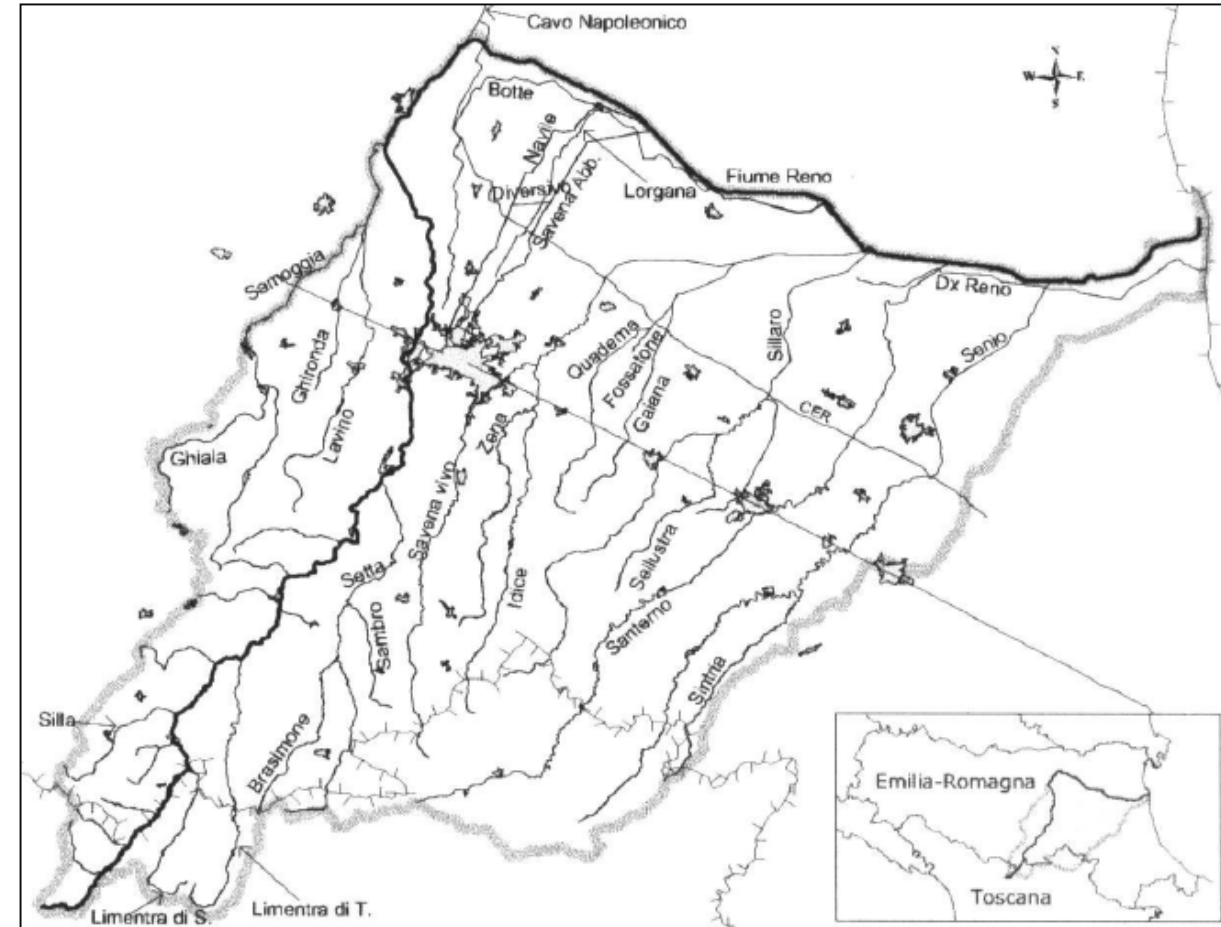 Cavo Napoleonico
N
W E
S
Botte
Navile
Diversivo
Savena Abb.
Lorgana
Fiume Reno
Samoggia
Dx Reno
Ghironda
Lavino
Quaderna
Fossatone
Gaiana
Sillaro
Senio
CER
Ghiaia
Zena
Savena vivo
Idice
Setta
Sambro
Sellustra
Santerno
Sintria
Silla
Brasimone
Limentra di S.
Limentra di T.
Emilia-Romagna
Toscana